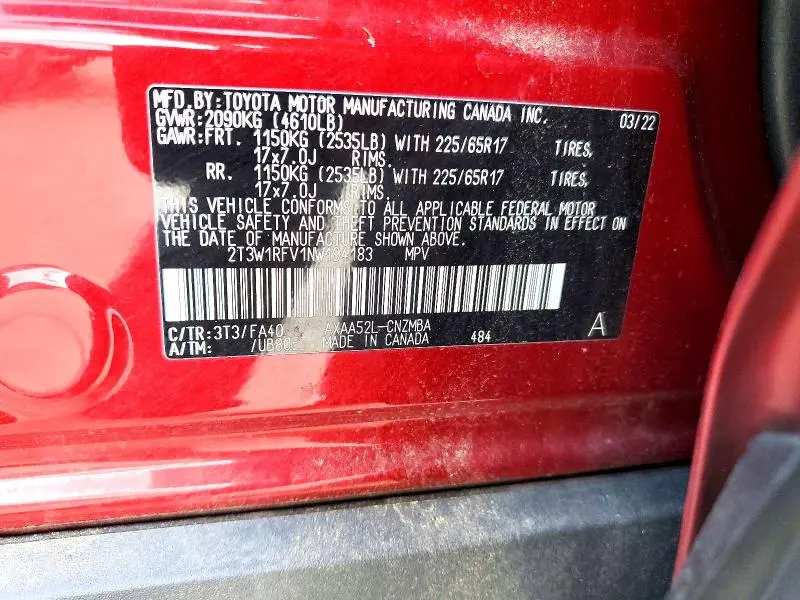 MFD. BY: TOYOTA MOTOR MANUFACTURING CANADA INC. 03/22
GVWR: 2090KG (4610LB)
GAWR: FRT. 1150KG (2535LB) WITH 225/65R17 TIRES,
17x7.0J RIMS.
RR. 1150KG (2535LB) WITH 225/65R17 TIRES,
17x7.0J RIMS.
THIS VEHICLE CONFORMS TO ALL APPLICABLE FEDERAL MOTOR
VEHICLE SAFETY AND THEFT PREVENTION STANDARDS IN EFFECT ON
THE DATE OF MANUFACTURE SHOWN ABOVE.
2T3W1RFV1NW194183 MPV
C/TR: 3T3/FA40 AXAA52L-CNZMBA A
A/TM: /UB80 MADE IN CANADA 484